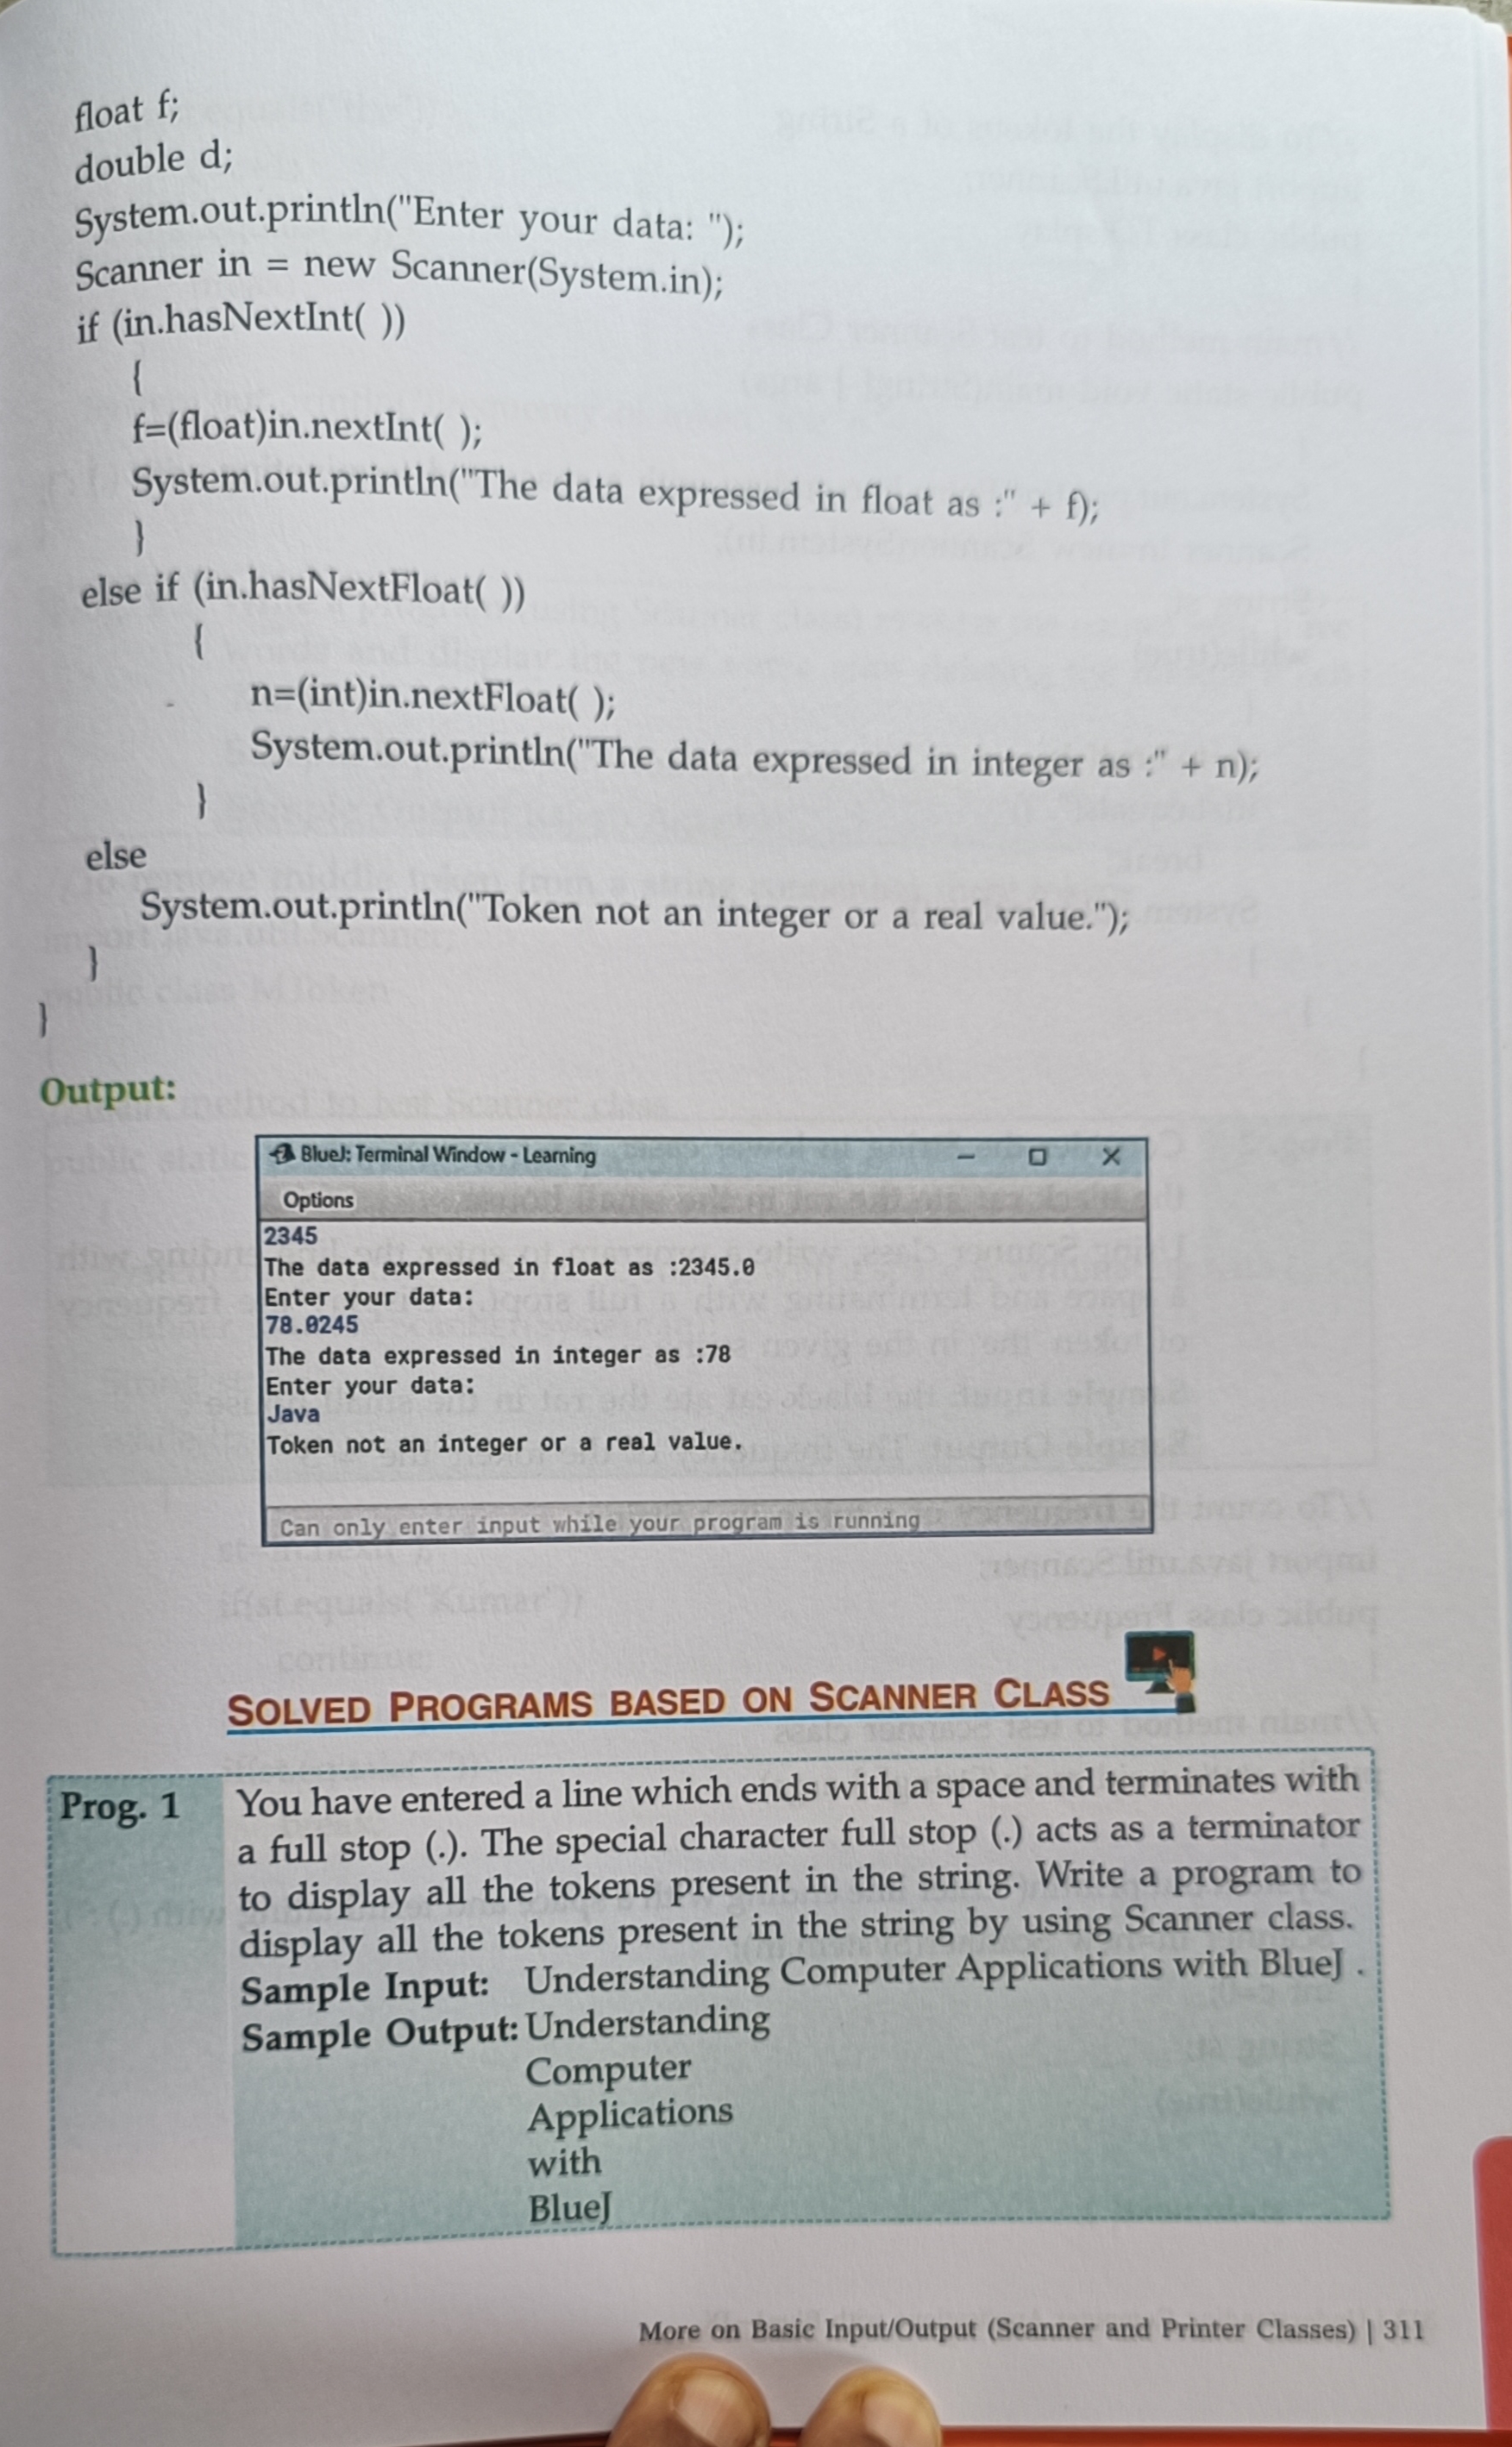 float f;
double d;
System.out.println("Enter your data: ");
Scanner in = new Scanner(System.in);
if (in.hasNextInt( ))
{
f=(float)in.nextInt( );
System.out.println("The data expressed in float as :" + f);
}
else if (in.hasNextFloat( ))
{
n=(int)in.nextFloat( );
System.out.println("The data expressed in integer as :" + n);
}
else
System.out.println("Token not an integer or a real value.");
}
}
Output:
BlueJ: Terminal Window - Learning
Options
2345
The data expressed in float as :2345.0
Enter your data:
78.0245
The data expressed in integer as :78
Enter your data:
Java
Token not an integer or a real value.
Can only enter input while your program is running
SOLVED PROGRAMS BASED ON SCANNER CLASS
Prog. 1 You have entered a line which ends with a space and terminates with
a full stop (.). The special character full stop (.) acts as a terminator
to display all the tokens present in the string. Write a program to
display all the tokens present in the string by using Scanner class.
Sample Input: Understanding Computer Applications with BlueJ .
Sample Output: Understanding
Computer
Applications
with
BlueJ
More on Basic Input/Output (Scanner and Printer Classes) | 311